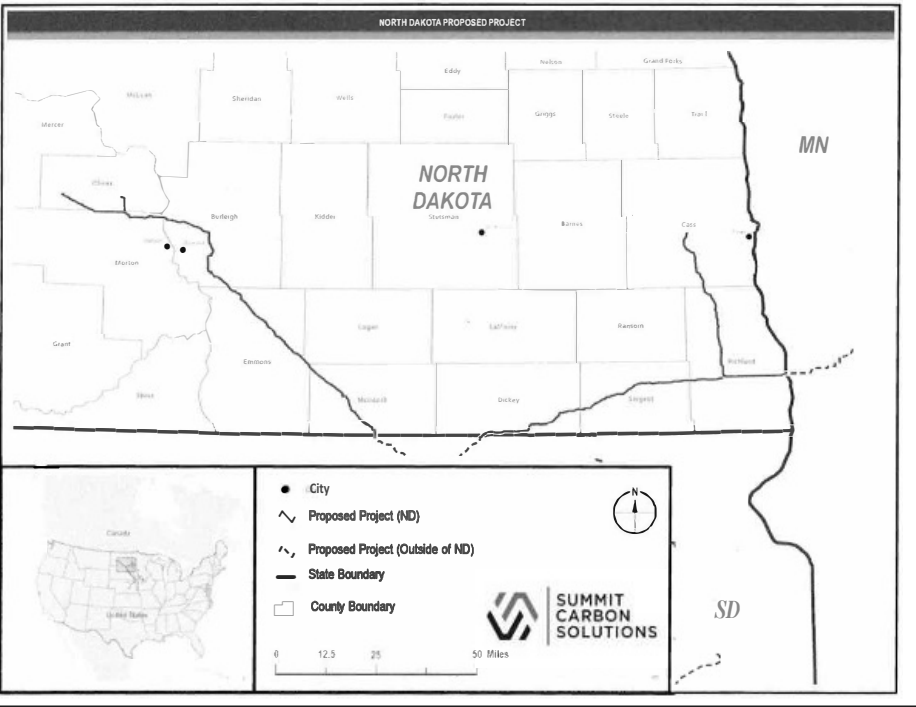 NORTH DAKOTA PROPOSED PROJECT
Nelson
Grand Forks
Eddy
McLean
Sheridan
Wells
Foster
Griggs
Steele
Traill
Mercer
MN
NORTH
DAKOTA
Oliver
Burleigh
Kidder
Stutsman
Barnes
Cass
Morton
Logan
LaMoure
Ransom
Grant
Emmons
Richland
Sioux
McIntosh
Dickey
Sargent
City
Proposed Project (ND)
Proposed Project (Outside of ND)
State Boundary
County Boundary
N
Canada
United States
SUMMIT
CARBON
SOLUTIONS
0 12.5 25 50 Miles
SD